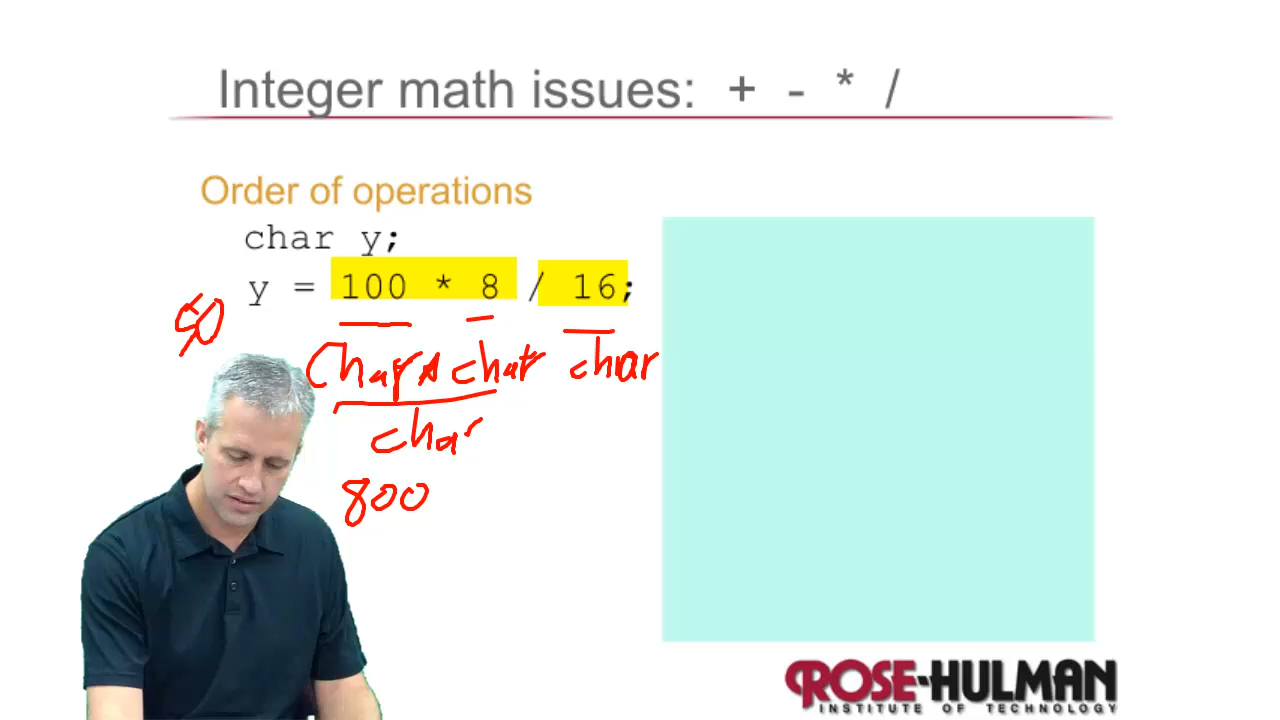 Integer math issues: + - * /
Order of operations
char y;
y = 100 * 8 / 16;
50
char * char char
char
800
ROSE-HULMAN
INSTITUTE OF TECHNOLOGY